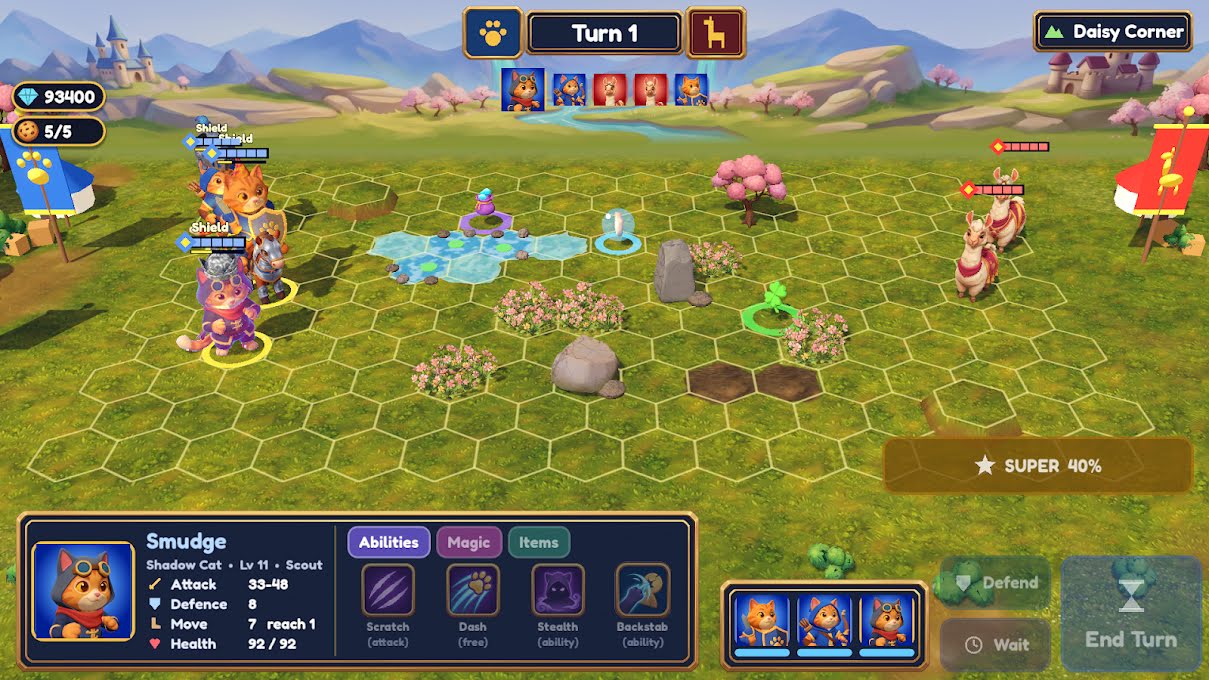 Turn 1
Daisy Corner
93400
5/5
Shield
Shield
Shield
SUPER 40%
Smudge
Shadow Cat • Lv 11 • Scout
Attack 33-48
Defence 8
Move 7 reach 1
Health 92 / 92
Abilities
Magic
Items
Scratch
(attack)
Dash
(free)
Stealth
(ability)
Backstab
(ability)
Defend
Wait
End Turn